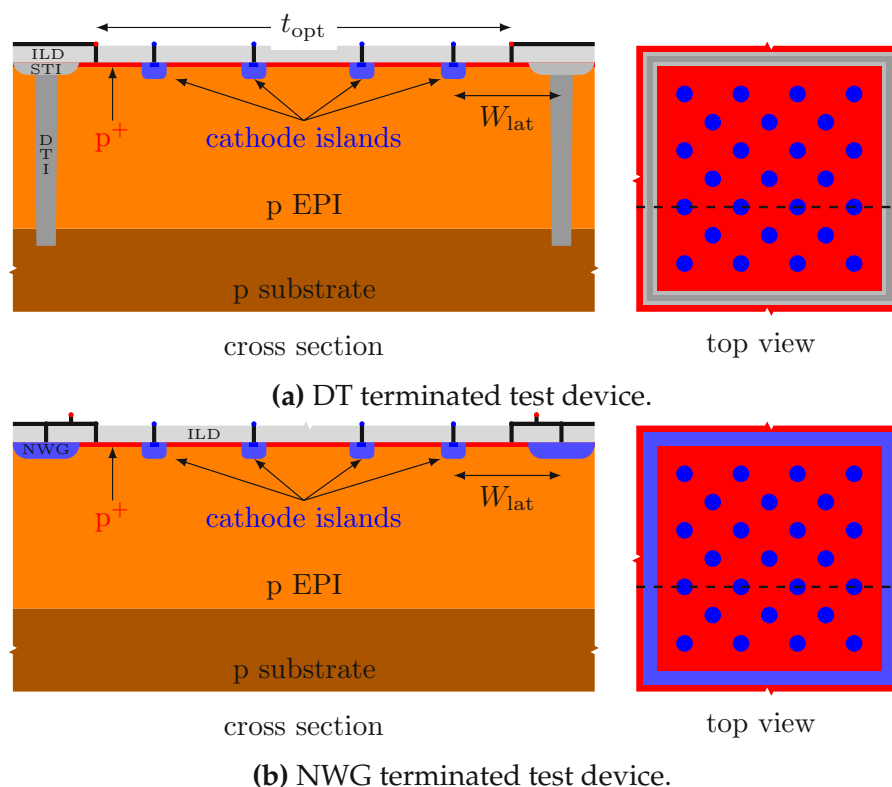 t_opt
ILD
STI
W_lat
D
T
I
p⁺
cathode islands
p EPI
p substrate
cross section
top view
(a) DT terminated test device.
ILD
NWG
W_lat
p⁺
cathode islands
p EPI
p substrate
cross section
top view
(b) NWG terminated test device.